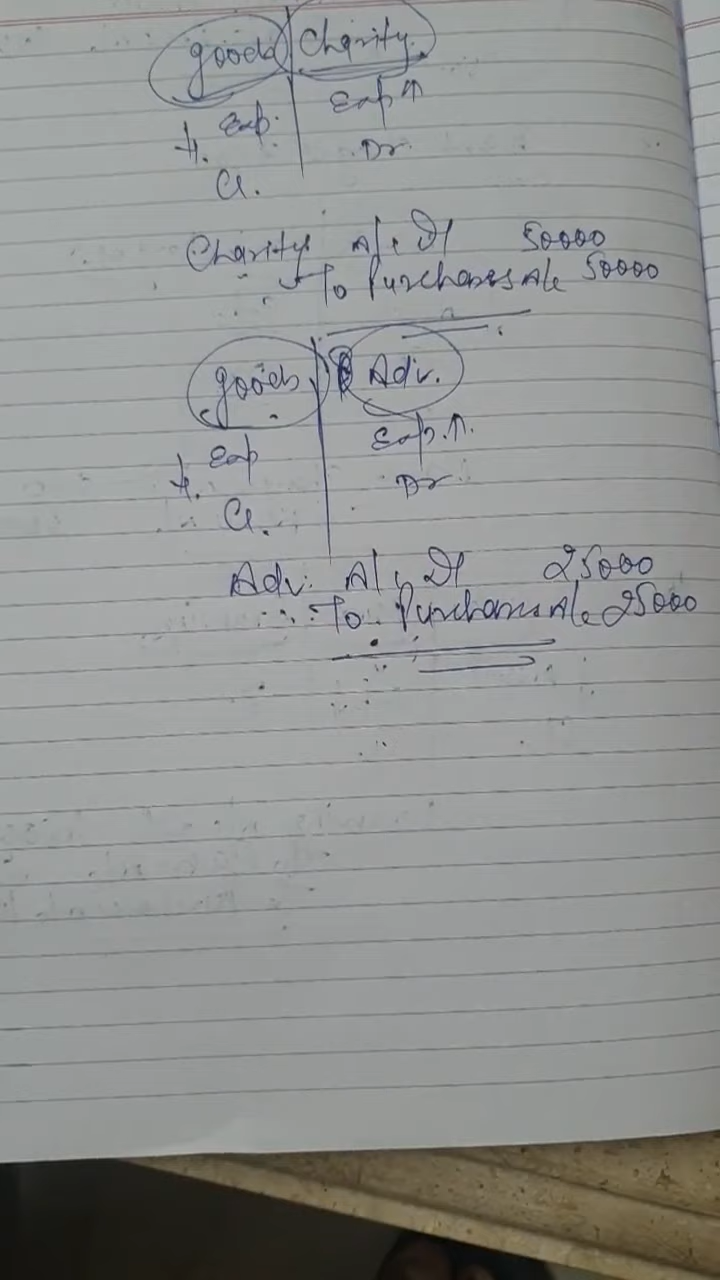 goods Charity
Exp. Exp ↑
↓. Dr.
Cr.
Charity A/c Dr 50000
To Purchases A/c 50000
goods Adv.
Exp Exp. ↑.
↓. Dr.
Cr.
Adv. A/c Dr 25000
To Purchases A/c 25000